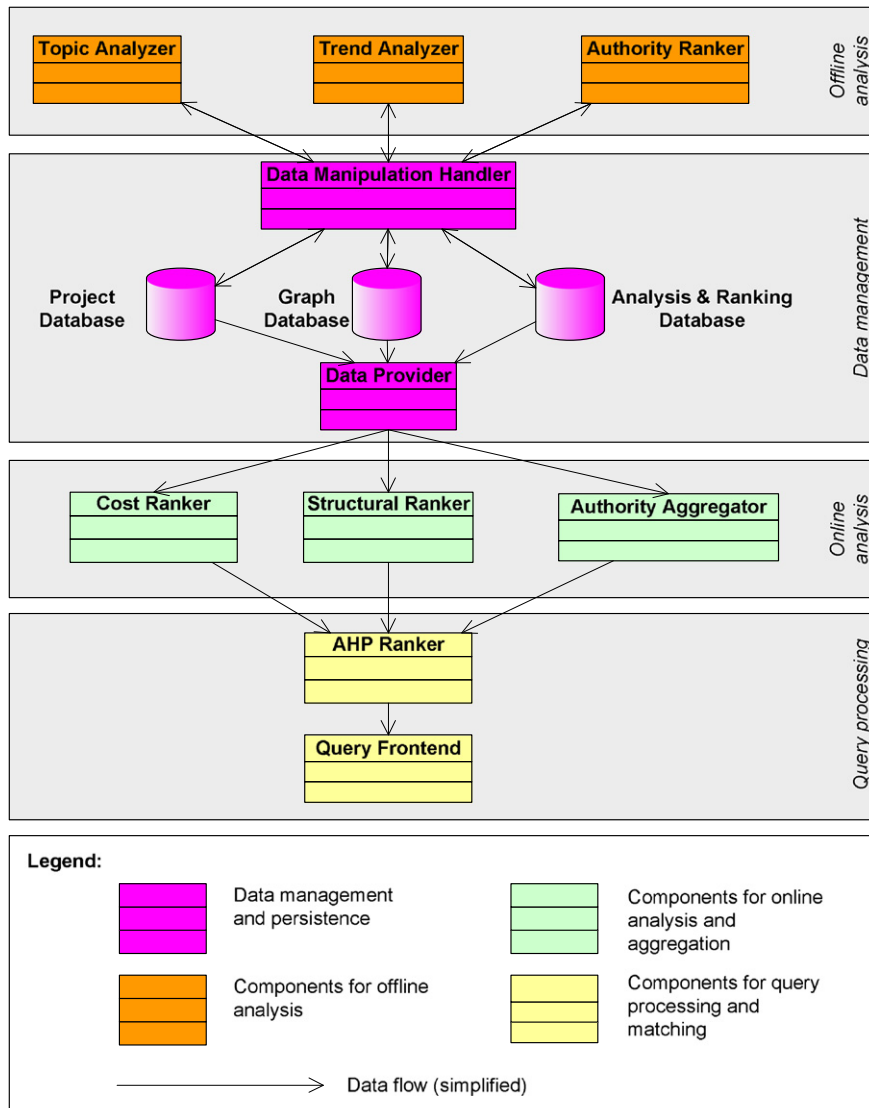 Topic Analyzer
Trend Analyzer
Authority Ranker
Offline
analysis
Data Manipulation Handler
Project
Database
Graph
Database
Analysis & Ranking
Database
Data Provider
Data management
Cost Ranker
Structural Ranker
Authority Aggregator
Online
analysis
AHP Ranker
Query Frontend
Query processing
Legend:
Data management
and persistence
Components for online
analysis and
aggregation
Components for offline
analysis
Components for query
processing and
matching
Data flow (simplified)